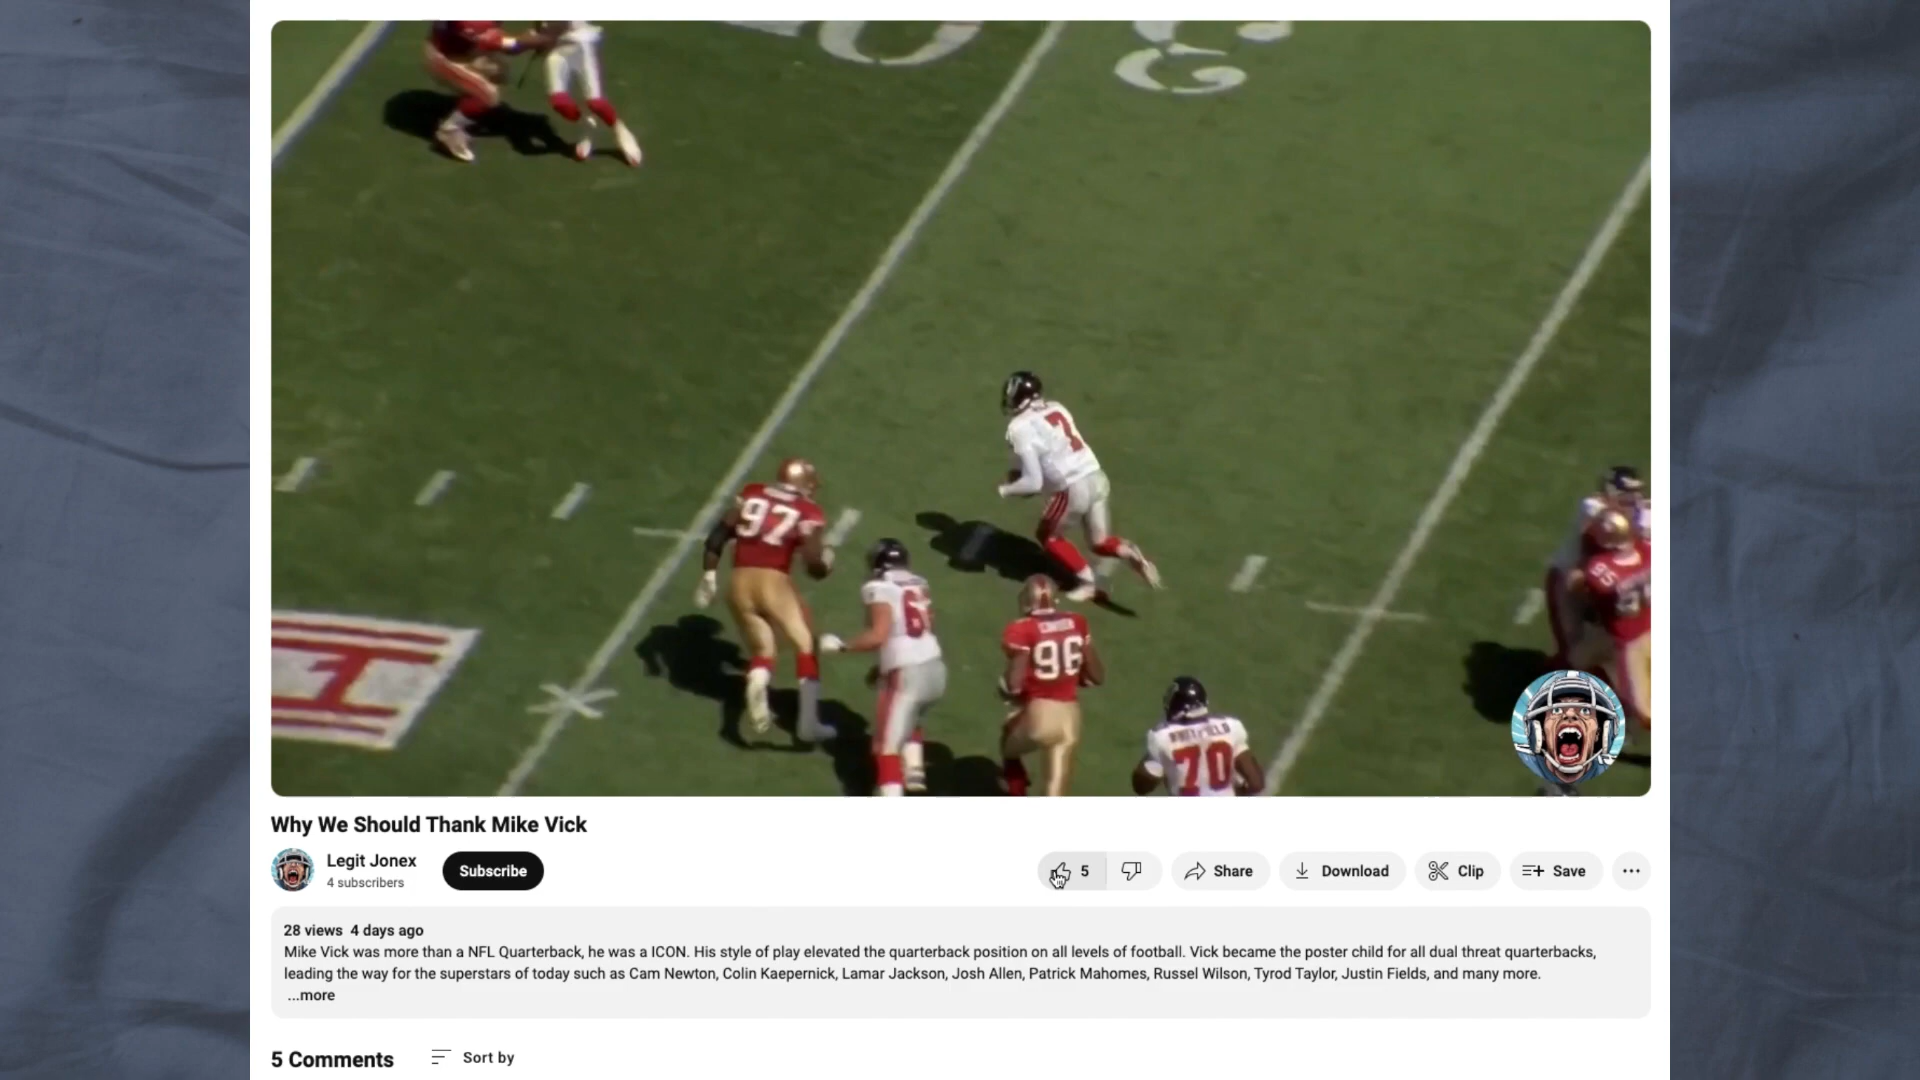 7
97
6
96
95
70
Why We Should Thank Mike Vick
Legit Jonex
4 subscribers
Subscribe
5
Share
Download
Clip
Save
28 views 4 days ago
Mike Vick was more than a NFL Quarterback, he was a ICON. His style of play elevated the quarterback position on all levels of football. Vick became the poster child for all dual threat quarterbacks,
leading the way for the superstars of today such as Cam Newton, Colin Kaepernick, Lamar Jackson, Josh Allen, Patrick Mahomes, Russel Wilson, Tyrod Taylor, Justin Fields, and many more.
...more
5 Comments
Sort by